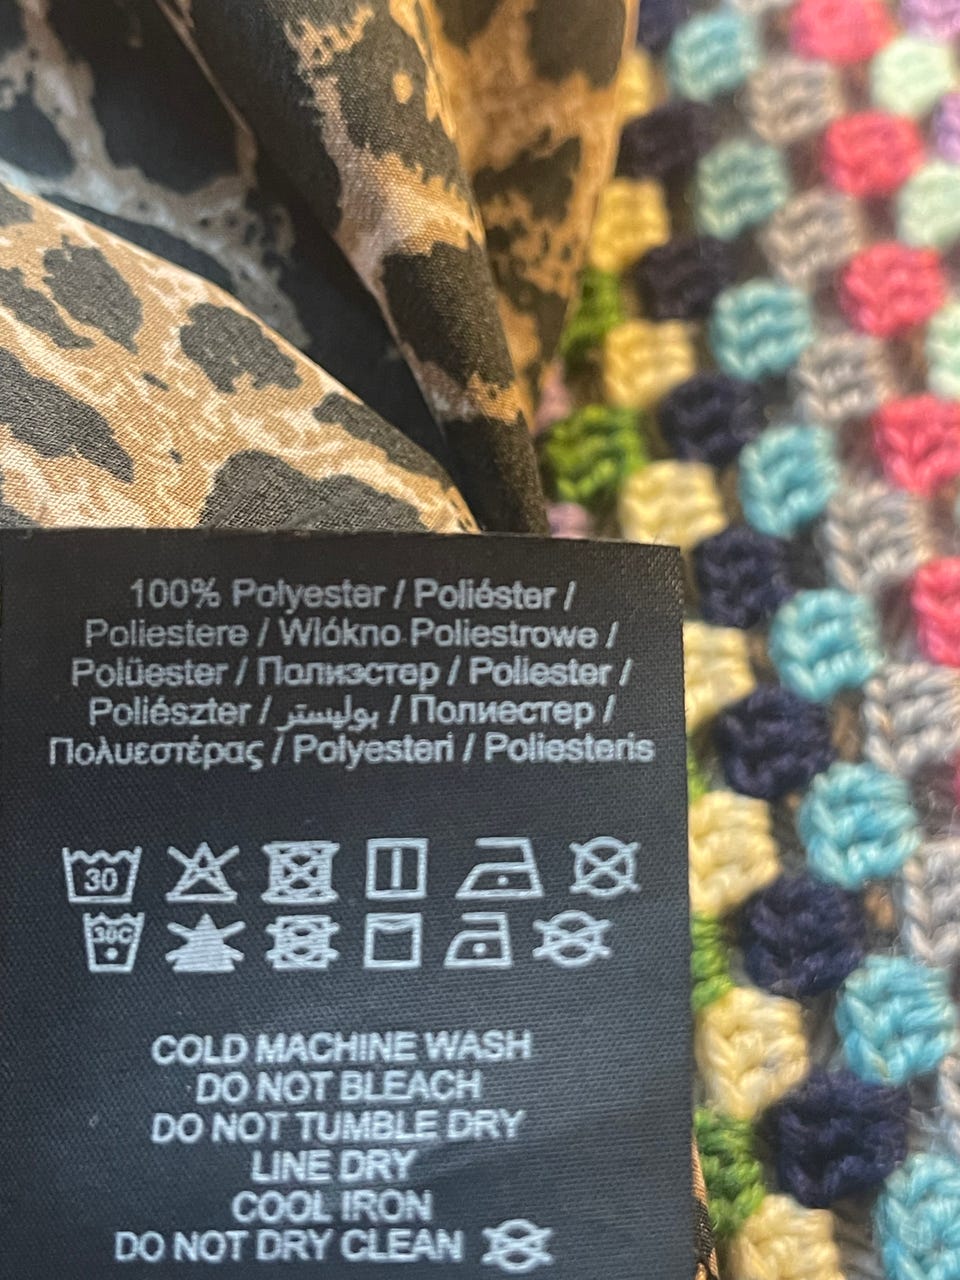 100% Polyester / Poliéster /
Poliestere / Wlókno Poliestrowe /
Polüester / Полиэстер / Poliester /
Poliészter / بوليستر / Полиестер /
Πολυεστέρας / Polyesteri / Poliesteris
30
30C
COLD MACHINE WASH
DO NOT BLEACH
DO NOT TUMBLE DRY
LINE DRY
COOL IRON
DO NOT DRY CLEAN